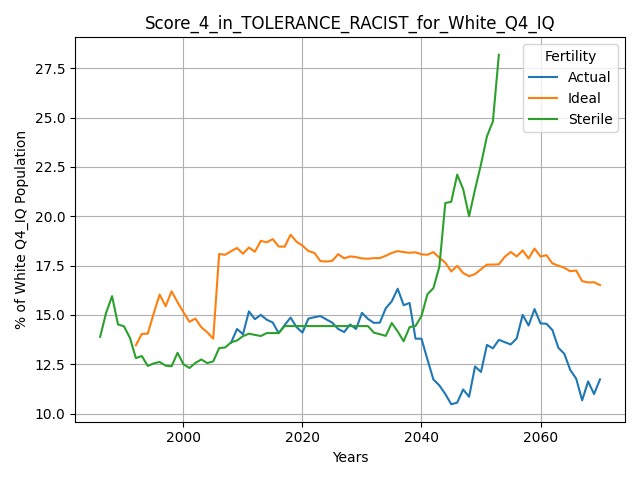 Score_4_in_TOLERANCE_RACIST_for_White_Q4_IQ
Fertility
Actual
Ideal
Sterile
% of White Q4_IQ Population
27.5
25.0
22.5
20.0
17.5
15.0
12.5
10.0
2000
2020
2040
2060
Years